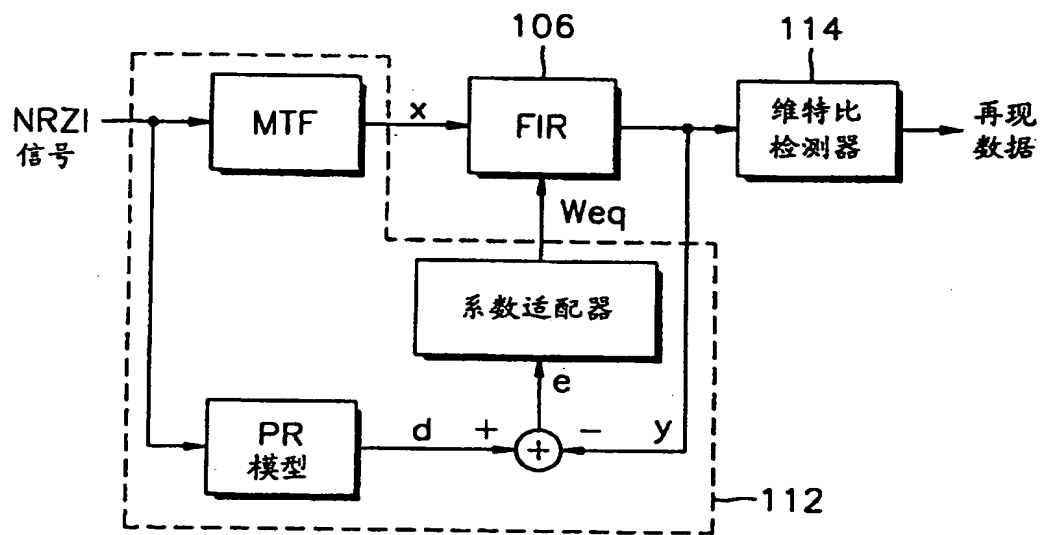 106
114
NRZI
信号
MTF
x
FIR
维特比
检测器
再现
数据
Weq
系数适配器
e
PR
模型
d
+
+
−
y
112